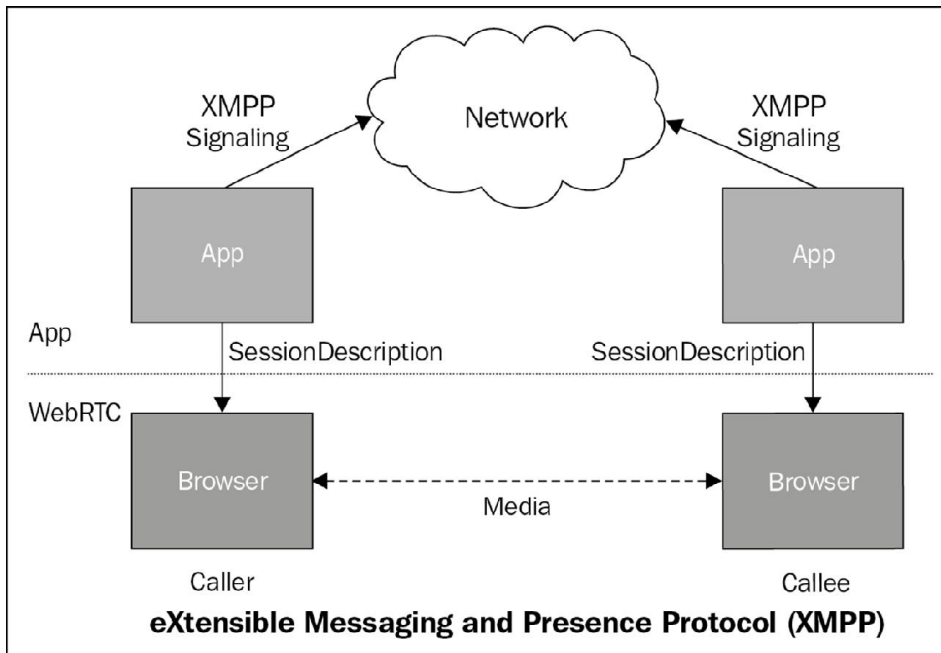 XMPP
Signaling
Network
XMPP
Signaling
App
App
App
SessionDescription
SessionDescription
WebRTC
Browser
Browser
Media
Caller
Callee
eXtensible Messaging and Presence Protocol (XMPP)